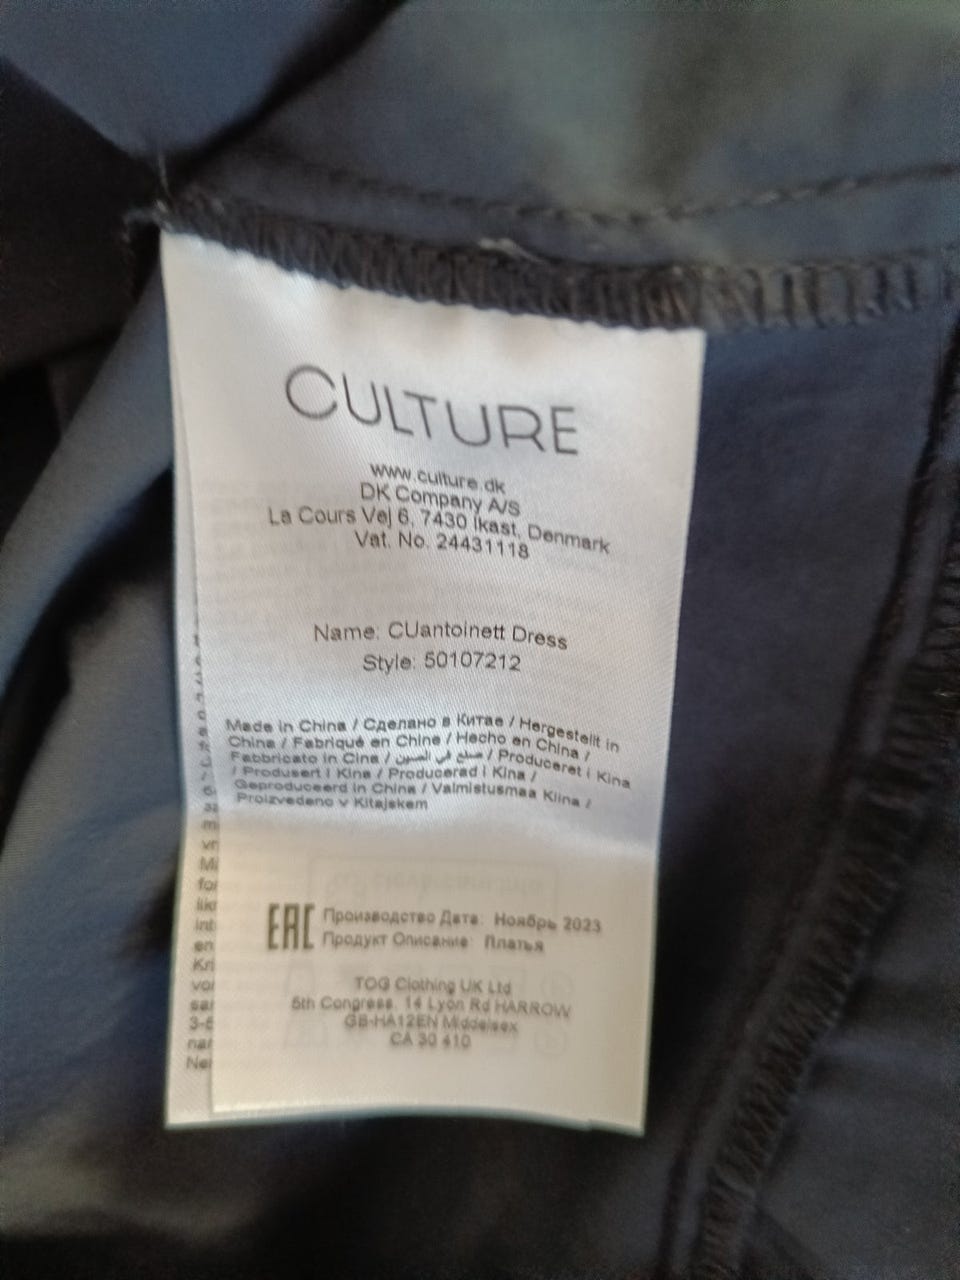 CULTURE
www.culture.dk
DK Company A/S
La Cours Vej 6, 7430 Ikast, Denmark
Vat. No. 24431118
Name: CUantoinett Dress
Style: 50107212
Made in China / Сделано в Китае / Hergestellt in
China / Fabriqué en Chine / Hecho en China /
Fabbricato in Cina / صنع في الصين / Produceret i Kina
/ Produsert i Kina / Producerad i Kina /
Geproduceerd in China / Valmistusmaa Kiina /
Proizvedeno v Kitajskem
EAC Производство Дата: Ноябрь 2023
Продукт Описание: Платья
TOG Clothing UK Ltd
5th Congress, 14 Lyon Rd HARROW
GB-HA12EN Middelsex
CA 30 410